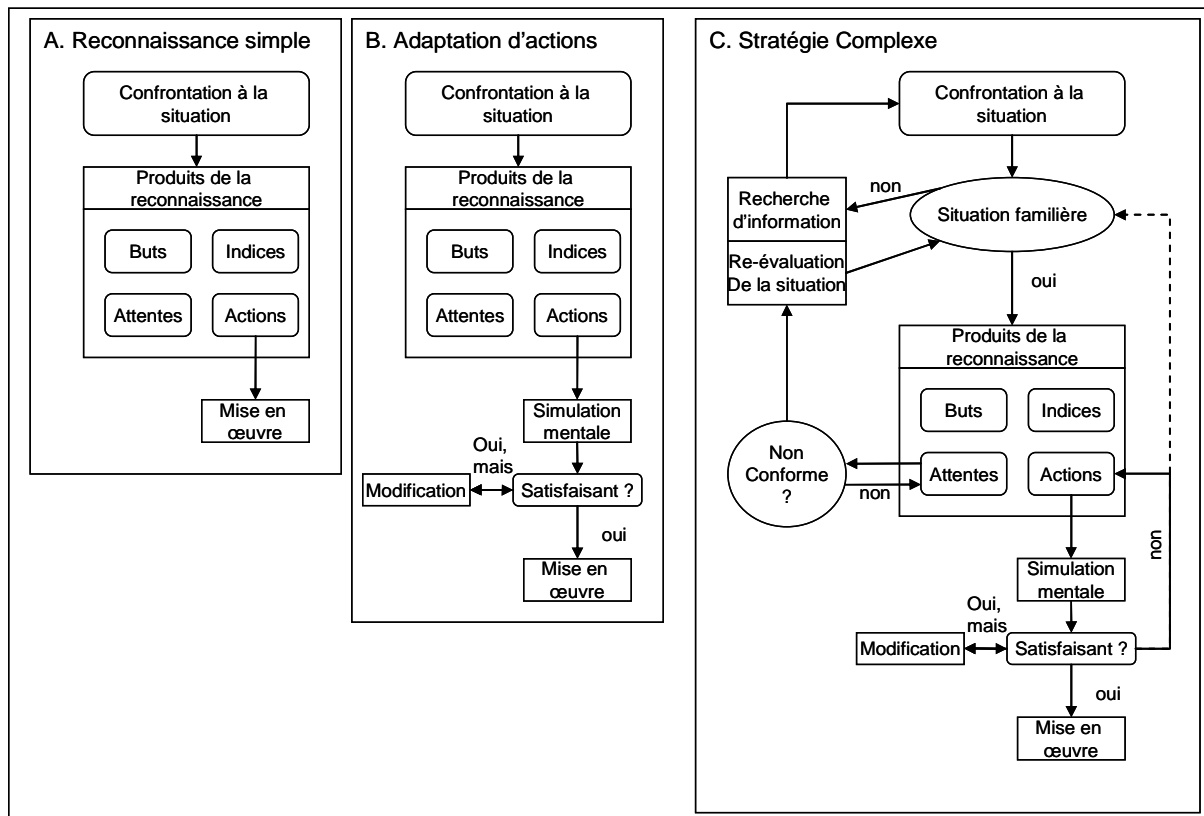 A. Reconnaissance simple
Confrontation à la
situation
Produits de la
reconnaissance
Buts
Indices
Attentes
Actions
Mise en
œuvre
B. Adaptation d'actions
Confrontation à la
situation
Produits de la
reconnaissance
Buts
Indices
Attentes
Actions
Simulation
mentale
Oui,
mais
Modification
Satisfaisant ?
oui
Mise en
œuvre
C. Stratégie Complexe
Confrontation à la
situation
non
Recherche
d'information
Situation familière
Re-évaluation
De la situation
oui
Produits de la
reconnaissance
Buts
Indices
Non
Conforme
?
non
Attentes
Actions
non
Simulation
mentale
Oui,
mais
Modification
Satisfaisant ?
oui
Mise en
œuvre